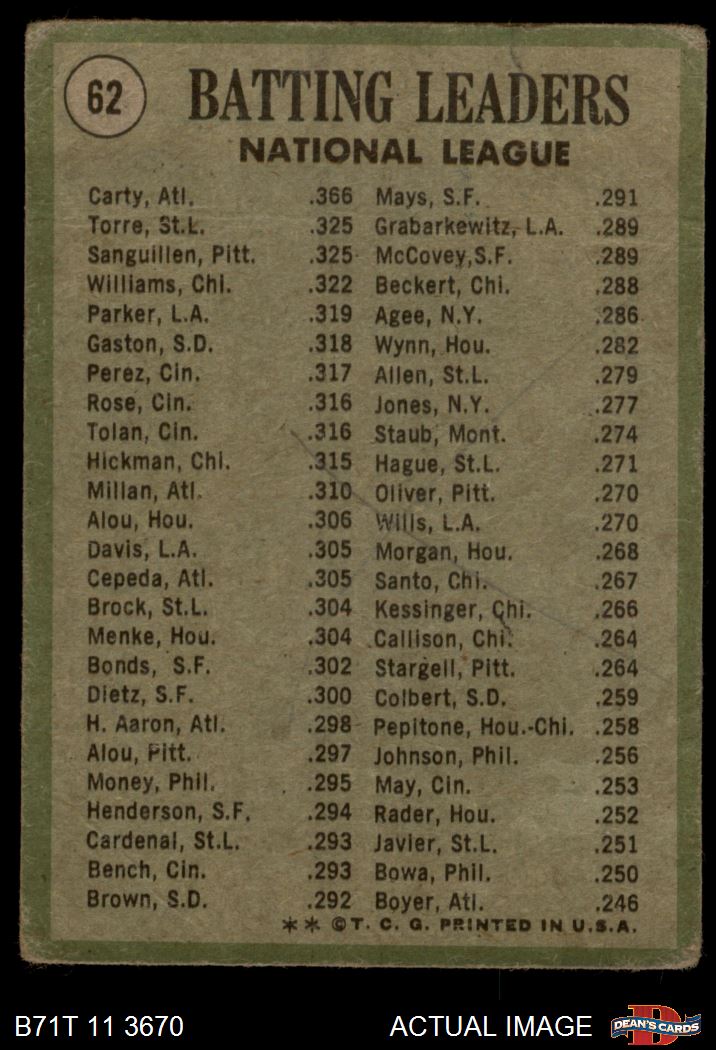 62
BATTING LEADERS
NATIONAL LEAGUE
Carty, Atl. .366
Torre, St.L. .325
Sanguillen, Pitt. .325
Williams, Chi. .322
Parker, L.A. .319
Gaston, S.D. .318
Perez, Cin. .317
Rose, Cin. .316
Tolan, Cin. .316
Hickman, Chi. .315
Millan, Atl. .310
Alou, Hou. .306
Davis, L.A. .305
Cepeda, Atl. .305
Brock, St.L. .304
Menke, Hou. .304
Bonds, S.F. .302
Dietz, S.F. .300
H. Aaron, Atl. .298
Alou, Pitt. .297
Money, Phil. .295
Henderson, S.F. .294
Cardenal, St.L. .293
Bench, Cin. .293
Brown, S.D. .292
Mays, S.F. .291
Grabarkewitz, L.A. .289
McCovey,S.F. .289
Beckert, Chi. .288
Agee, N.Y. .286
Wynn, Hou. .282
Allen, St.L. .279
Jones, N.Y. .277
Staub, Mont. .274
Hague, St.L. .271
Oliver, Pitt. .270
Wills, L.A. .270
Morgan, Hou. .268
Santo, Chi. .267
Kessinger, Chi. .266
Callison, Chi. .264
Stargell, Pitt. .264
Colbert, S.D. .259
Pepitone, Hou.-Chi. .258
Johnson, Phil. .256
May, Cin. .253
Rader, Hou. .252
Javier, St.L. .251
Bowa, Phil. .250
Boyer, Atl. .246
** ©T. C. G. PRINTED IN U.S.A.
B71T 11 3670 ACTUAL IMAGE
D
DEAN'S CARDS